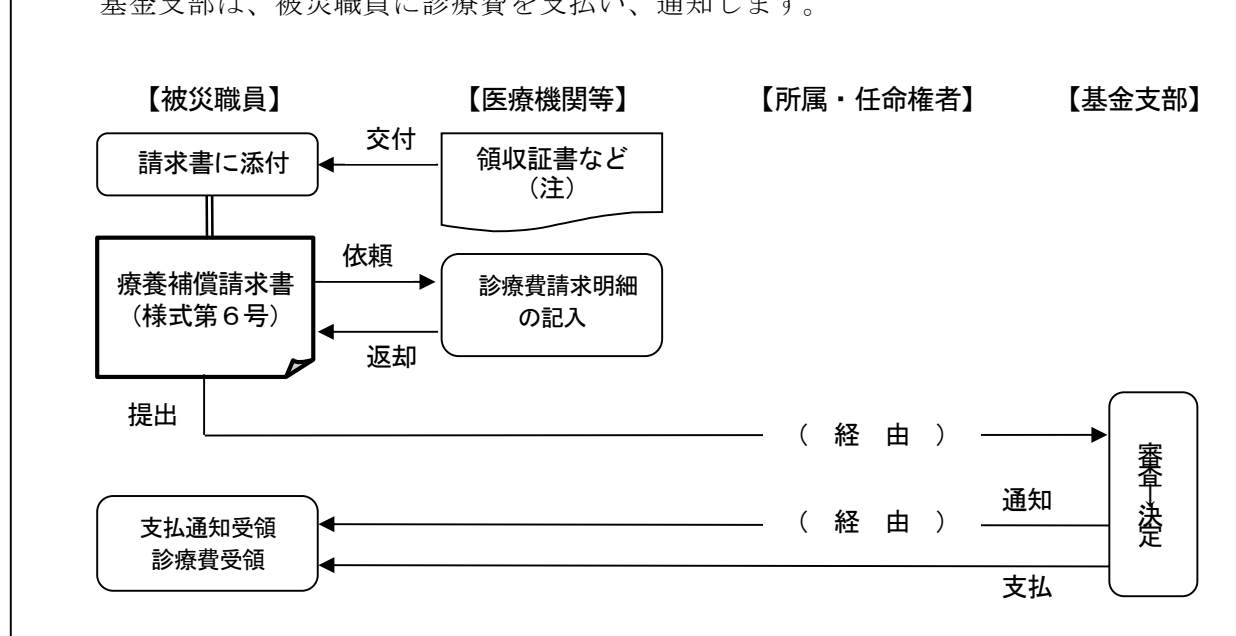 基金支部は、被災職員に診療費を支払い、通知します。
【被災職員】 【医療機関等】 【所属・任命権者】 【基金支部】
請求書に添付
交付
領収証書など
（注）
療養補償請求書
（様式第６号）
依頼
診療費請求明細
の記入
返却
提出
（ 経 由 ）
審査→決定
通知
支払通知受領
診療費受領
（ 経 由 ）
支払